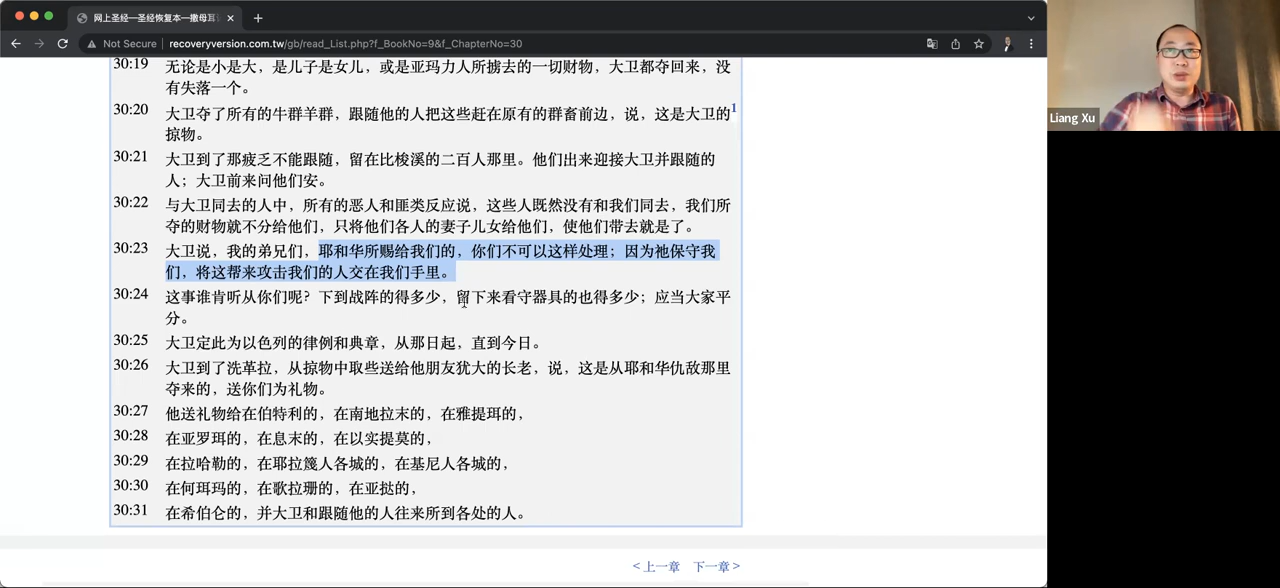 网上圣经—圣经恢复本—撒母耳
Not Secure | recoveryversion.com.tw/gb/read_List.php?f_BookNo=9&f_ChapterNo=30
Liang Xu
30:19 无论是小是大，是儿子是女儿，或是亚玛力人所掳去的一切财物，大卫都夺回来，没
有失落一个。
30:20 大卫夺了所有的牛群羊群，跟随他的人把这些赶在原有的群畜前边，说，这是大卫的1
掠物。
30:21 大卫到了那疲乏不能跟随，留在比梭溪的二百人那里。他们出来迎接大卫并跟随的
人；大卫前来问他们安。
30:22 与大卫同去的人中，所有的恶人和匪类反应说，这些人既然没有和我们同去，我们所
夺的财物就不分给他们，只将他们各人的妻子儿女给他们，使他们带去就是了。
30:23 大卫说，我的弟兄们，耶和华所赐给我们的，你们不可以这样处理；因为祂保守我
们，将这帮来攻击我们的人交在我们手里。
30:24 这事谁肯听从你们呢？下到战阵的得多少，留下来看守器具的也得多少；应当大家平
分。
30:25 大卫定此为以色列的律例和典章，从那日起，直到今日。
30:26 大卫到了洗革拉，从掠物中取些送给他朋友犹大的长老，说，这是从耶和华仇敌那里
夺来的，送你们为礼物。
30:27 他送礼物给在伯特利的，在南地拉末的，在雅提珥的，
30:28 在亚罗珥的，在息末的，在以实提莫的，
30:29 在拉哈勒的，在耶拉篾人各城的，在基尼人各城的，
30:30 在何珥玛的，在歌拉珊的，在亚挞的，
30:31 在希伯仑的，并大卫和跟随他的人往来所到各处的人。
< 上一章 下一章 >